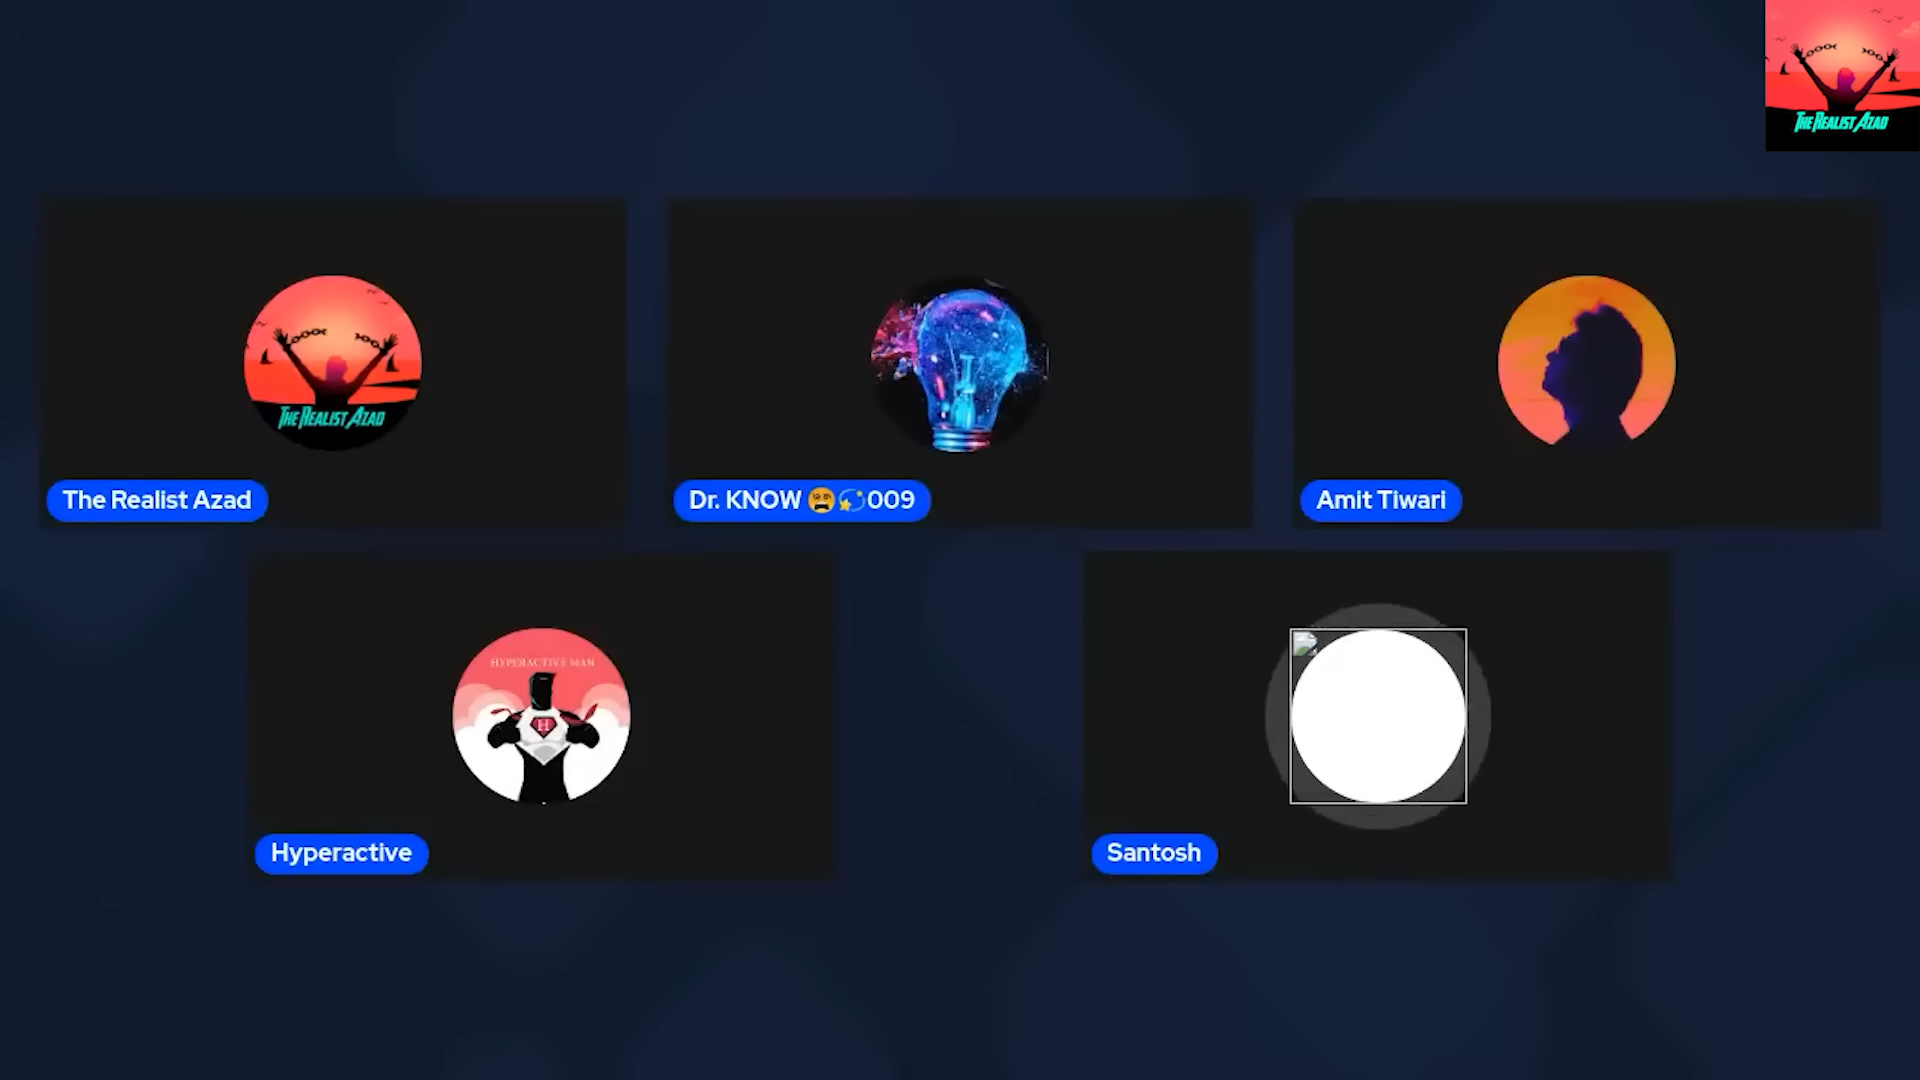 THE REALIST AZAD
THE REALIST AZAD
The Realist Azad
Dr. KNOW 😵💫009
Amit Tiwari
HYPERACTIVE MAN
H
Hyperactive
Santosh